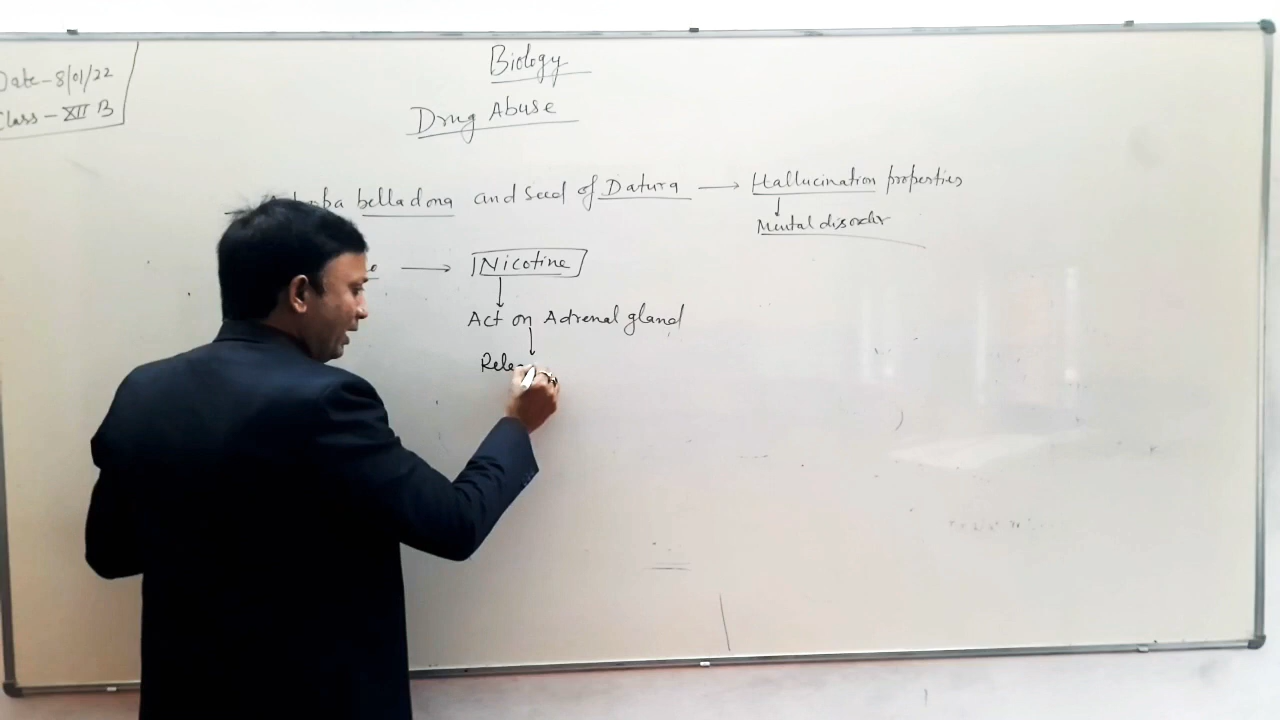 Date-8/01/22
Class-XII B
Biology
Drug Abuse
belladona and seed of Datura → Hallucination properties
Mental disorder
→ Nicotine
Act on Adrenal gland
Rele